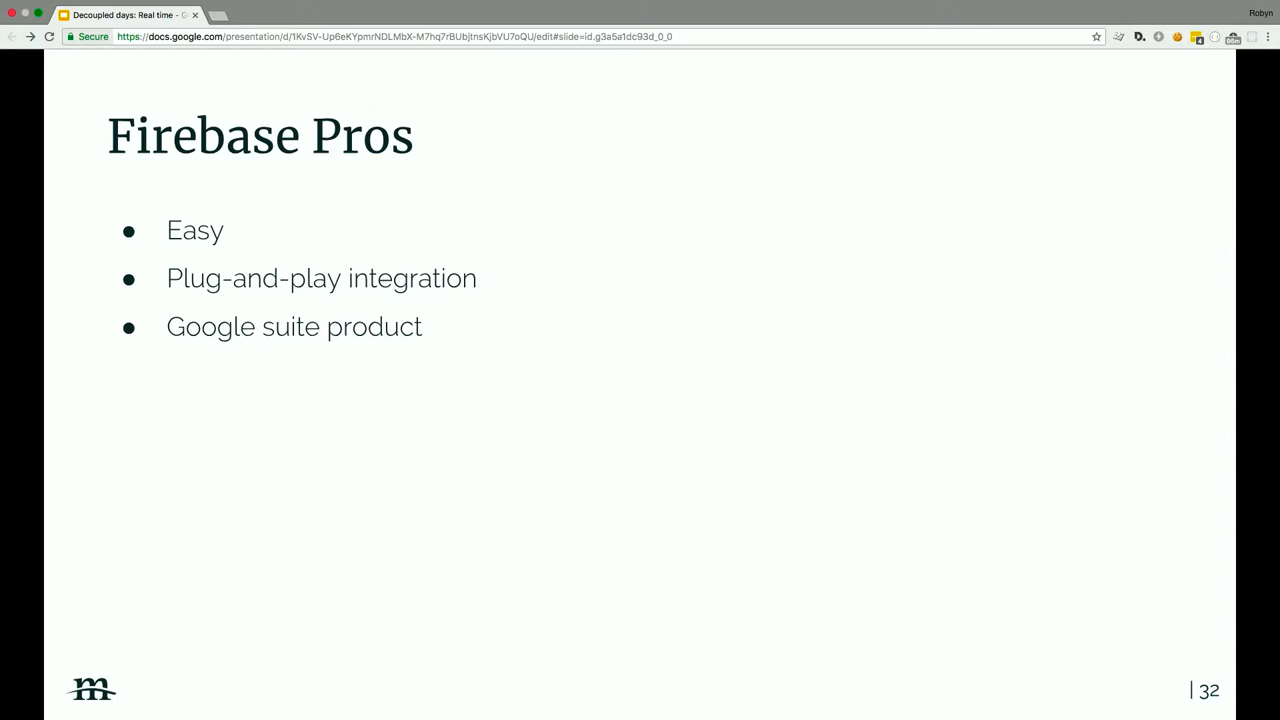 Decoupled days: Real time -
Robyn
Secure
https://docs.google.com/presentation/d/1KvSV-Up6eKYpmrNDLMbX-M7hq7rBUbjtnsKjbVU7oQU/edit#slide=id.g3a5a1dc93d_0_0
D.
Firebase Pros
● Easy
● Plug-and-play integration
● Google suite product
m
| 32